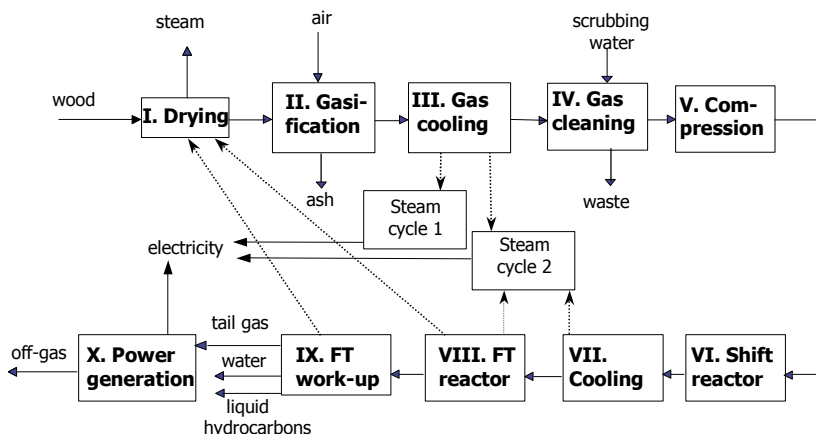 steam
air
scrubbing
water
wood
I. Drying
II. Gasi-
fication
III. Gas
cooling
IV. Gas
cleaning
V. Com-
pression
ash
waste
Steam
cycle 1
Steam
cycle 2
electricity
tail gas
off-gas
X. Power
generation
water
liquid
hydrocarbons
IX. FT
work-up
VIII. FT
reactor
VII.
Cooling
VI. Shift
reactor